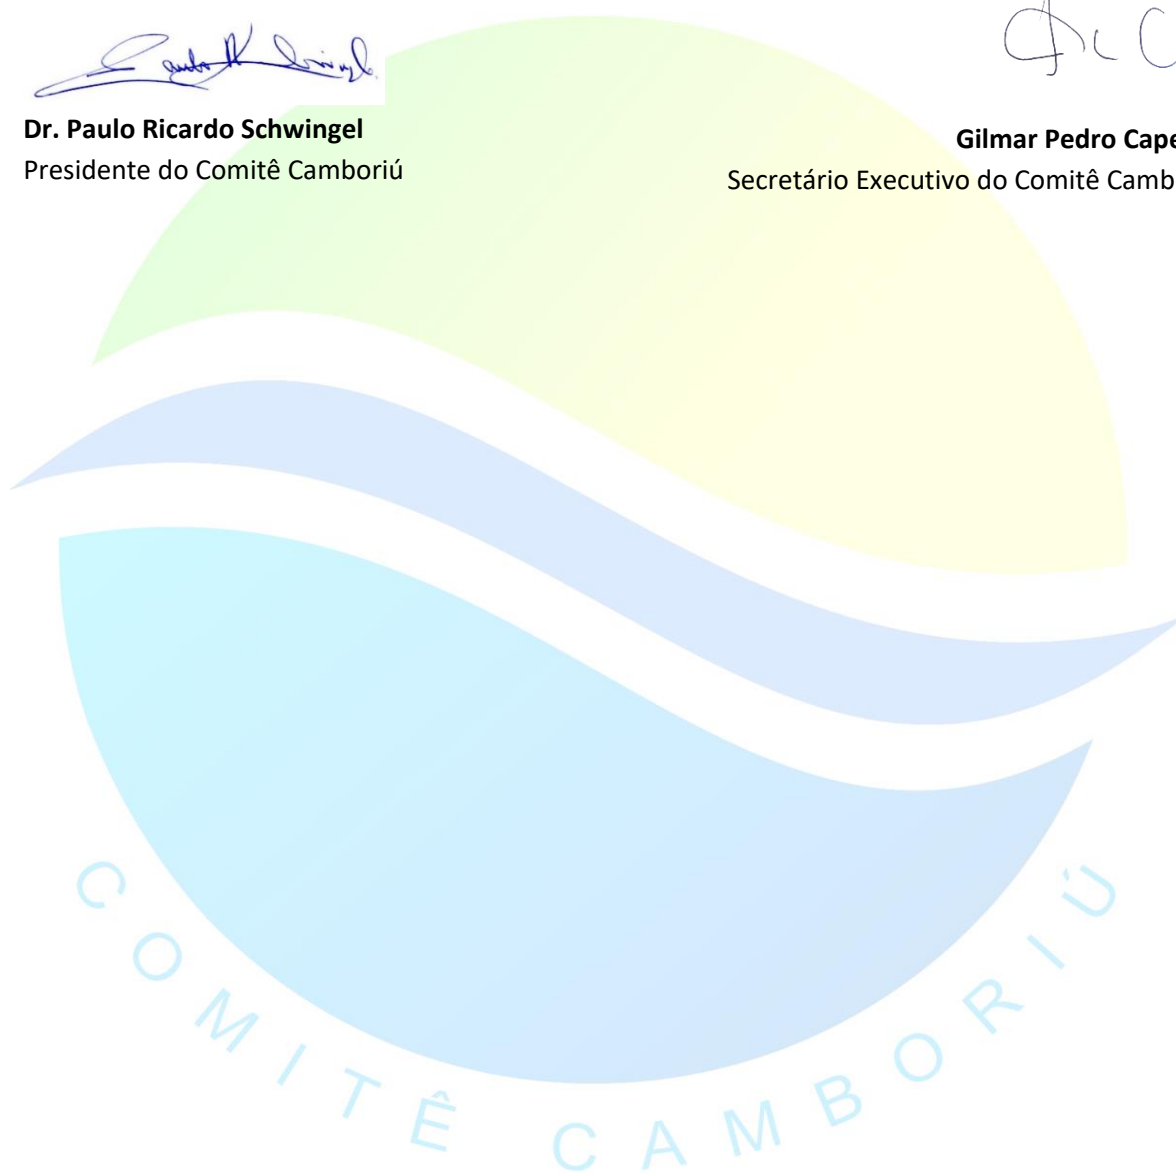 Dr. Paulo Ricardo Schwingel
Presidente do Comitê Camboriú
Gilmar Pedro Cape
Secretário Executivo do Comitê Camb
COMITÊ CAMBORIÚ